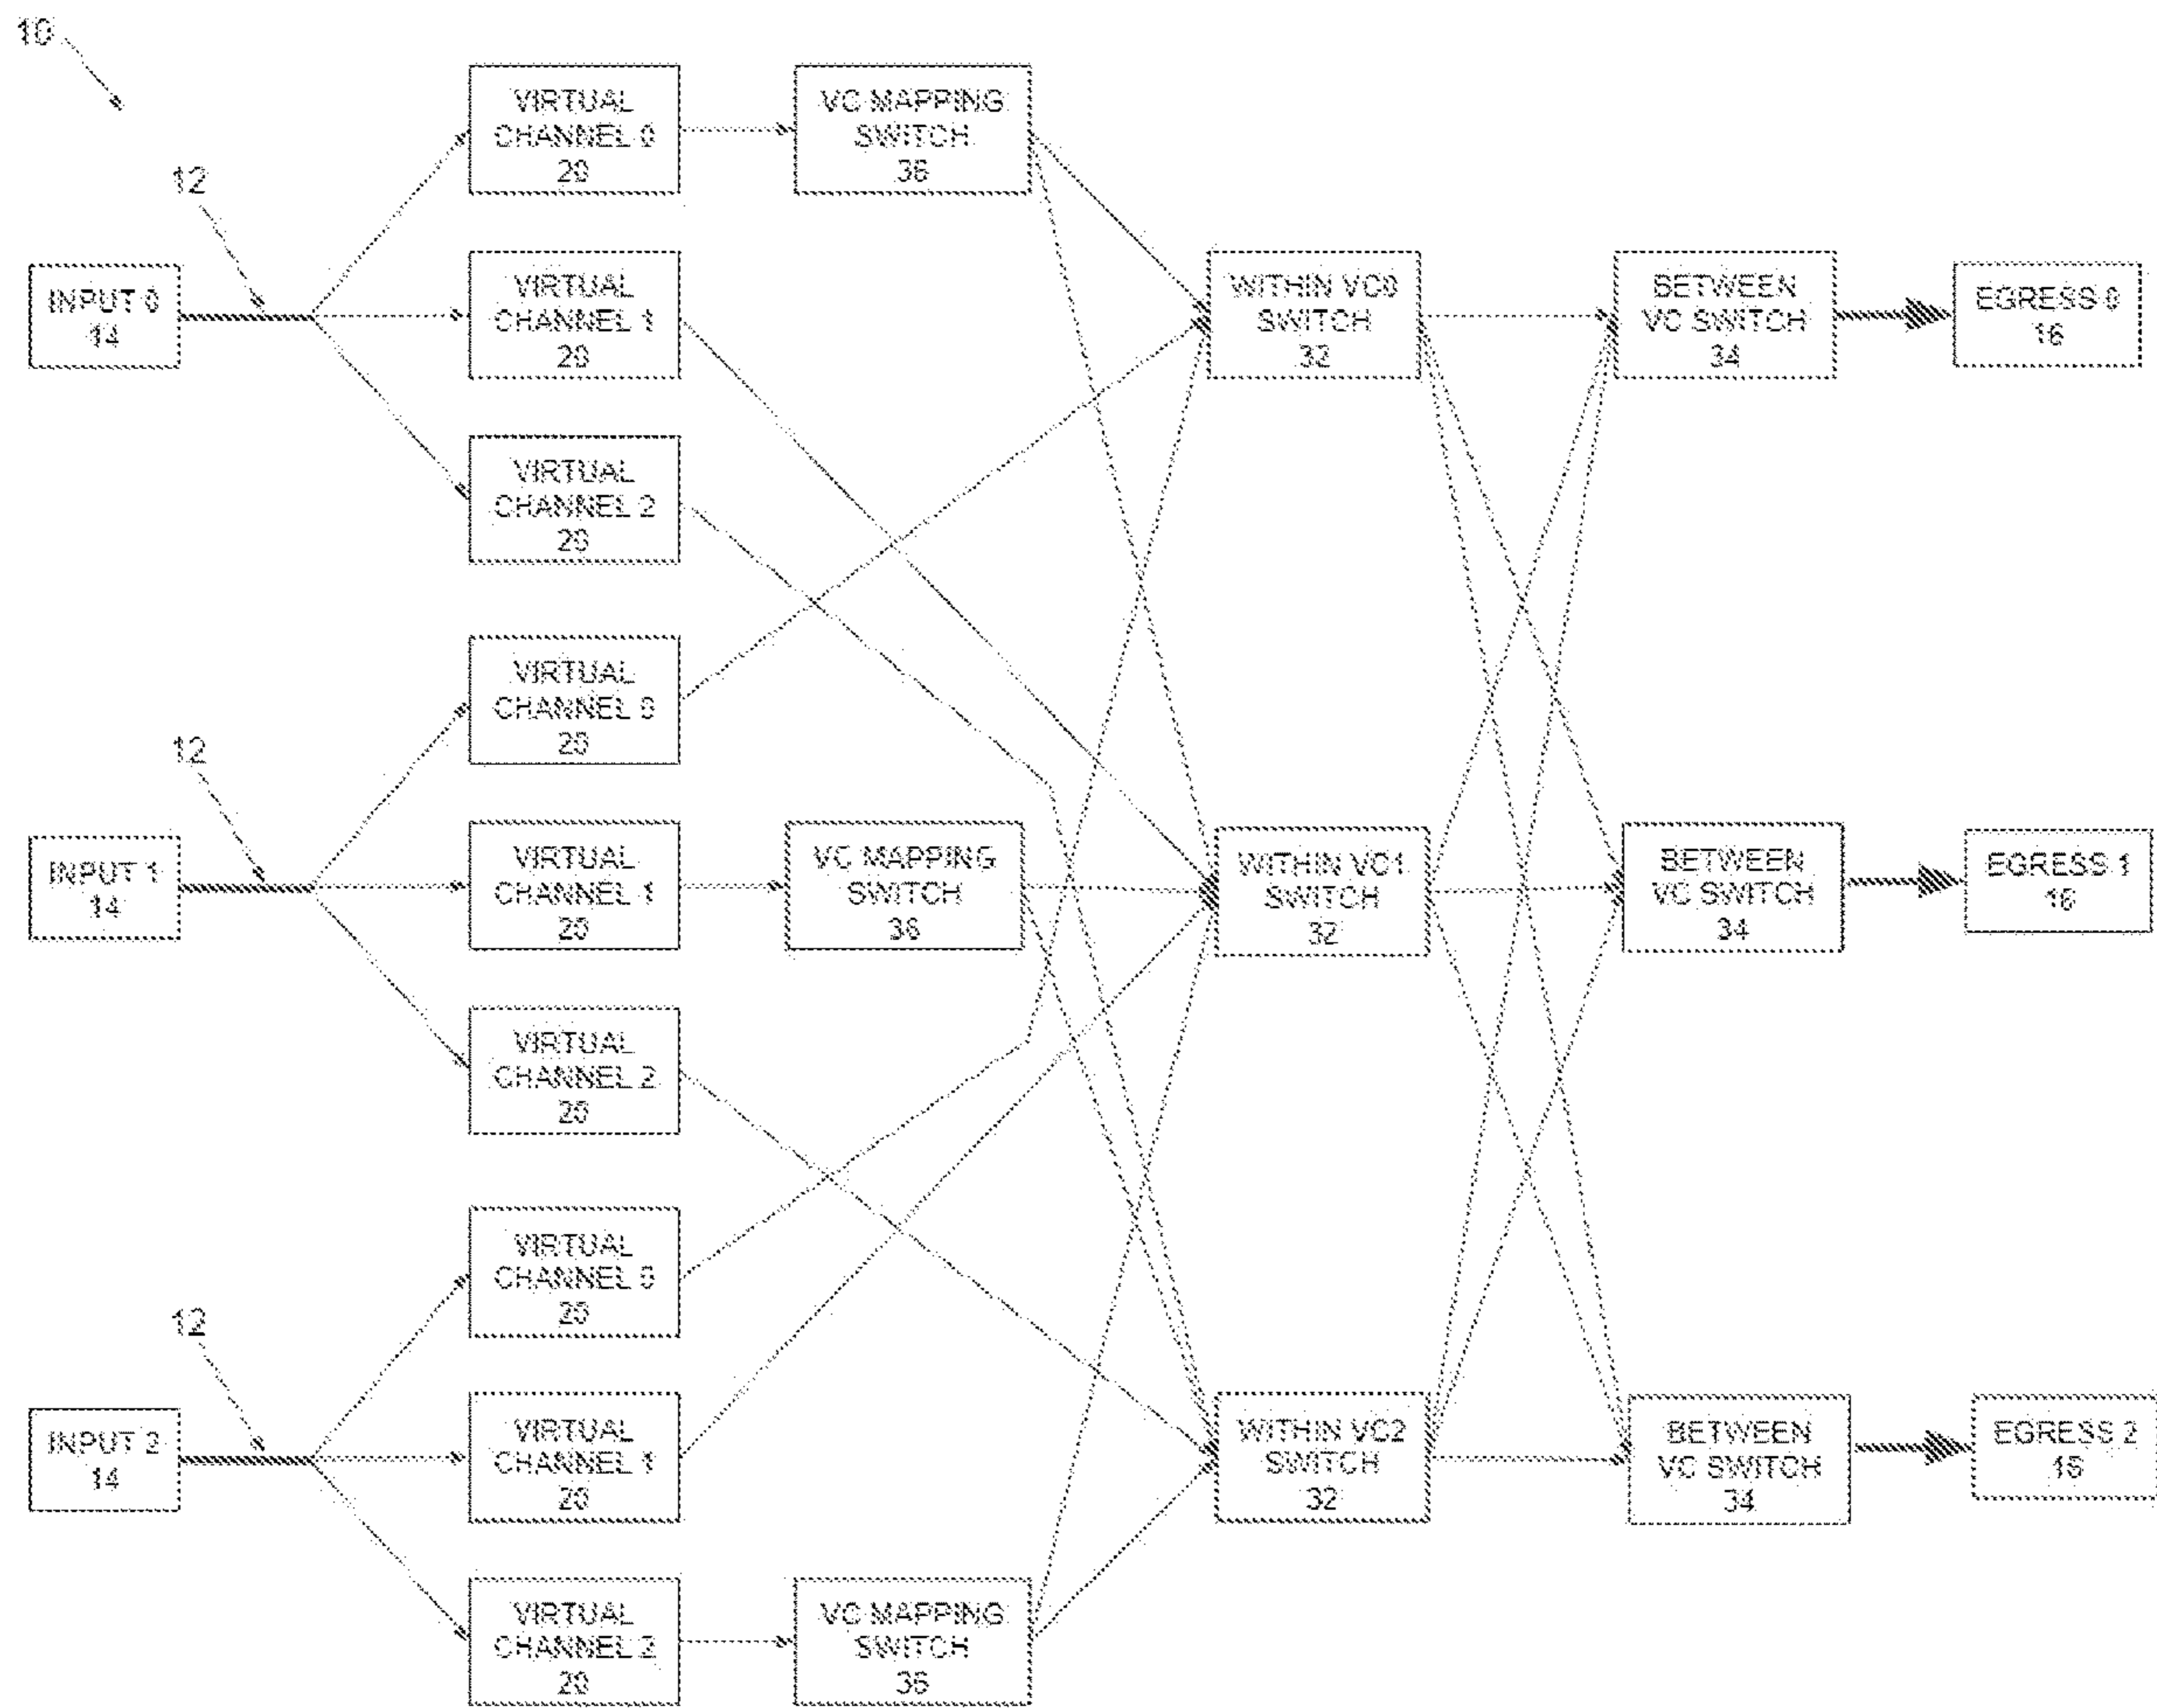 10
12
INPUT 0
14
VIRTUAL
CHANNEL 0
20
VC MAPPING
SWITCH
36
VIRTUAL
CHANNEL 1
20
VIRTUAL
CHANNEL 2
20
WITHIN VC0
SWITCH
32
BETWEEN
VC SWITCH
34
EGRESS 0
16
12
INPUT 1
14
VIRTUAL
CHANNEL 0
20
VIRTUAL
CHANNEL 1
20
VC MAPPING
SWITCH
36
VIRTUAL
CHANNEL 2
20
WITHIN VC1
SWITCH
32
BETWEEN
VC SWITCH
34
EGRESS 1
16
12
INPUT 2
14
VIRTUAL
CHANNEL 0
20
VIRTUAL
CHANNEL 1
20
VIRTUAL
CHANNEL 2
20
VC MAPPING
SWITCH
36
WITHIN VC2
SWITCH
32
BETWEEN
VC SWITCH
34
EGRESS 2
16